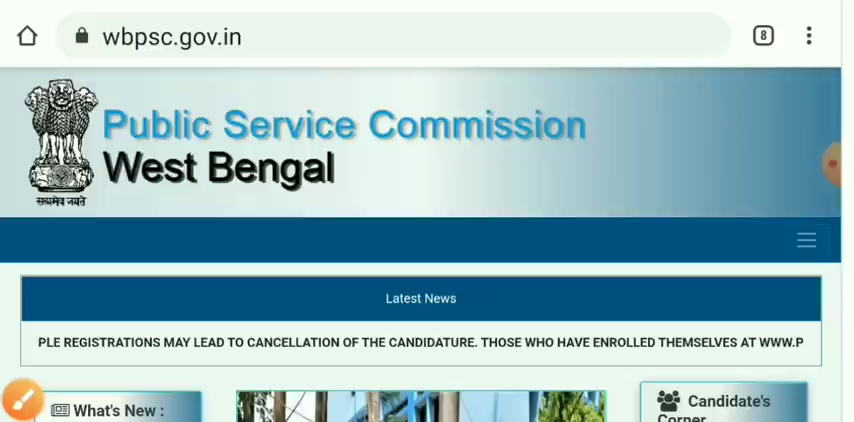 wbpsc.gov.in
8
Public Service Commission
West Bengal
सत्यमेव जयते
Latest News
PLE REGISTRATIONS MAY LEAD TO CANCELLATION OF THE CANDIDATURE. THOSE WHO HAVE ENROLLED THEMSELVES AT WWW.P
What's New :
Candidate's
Corner